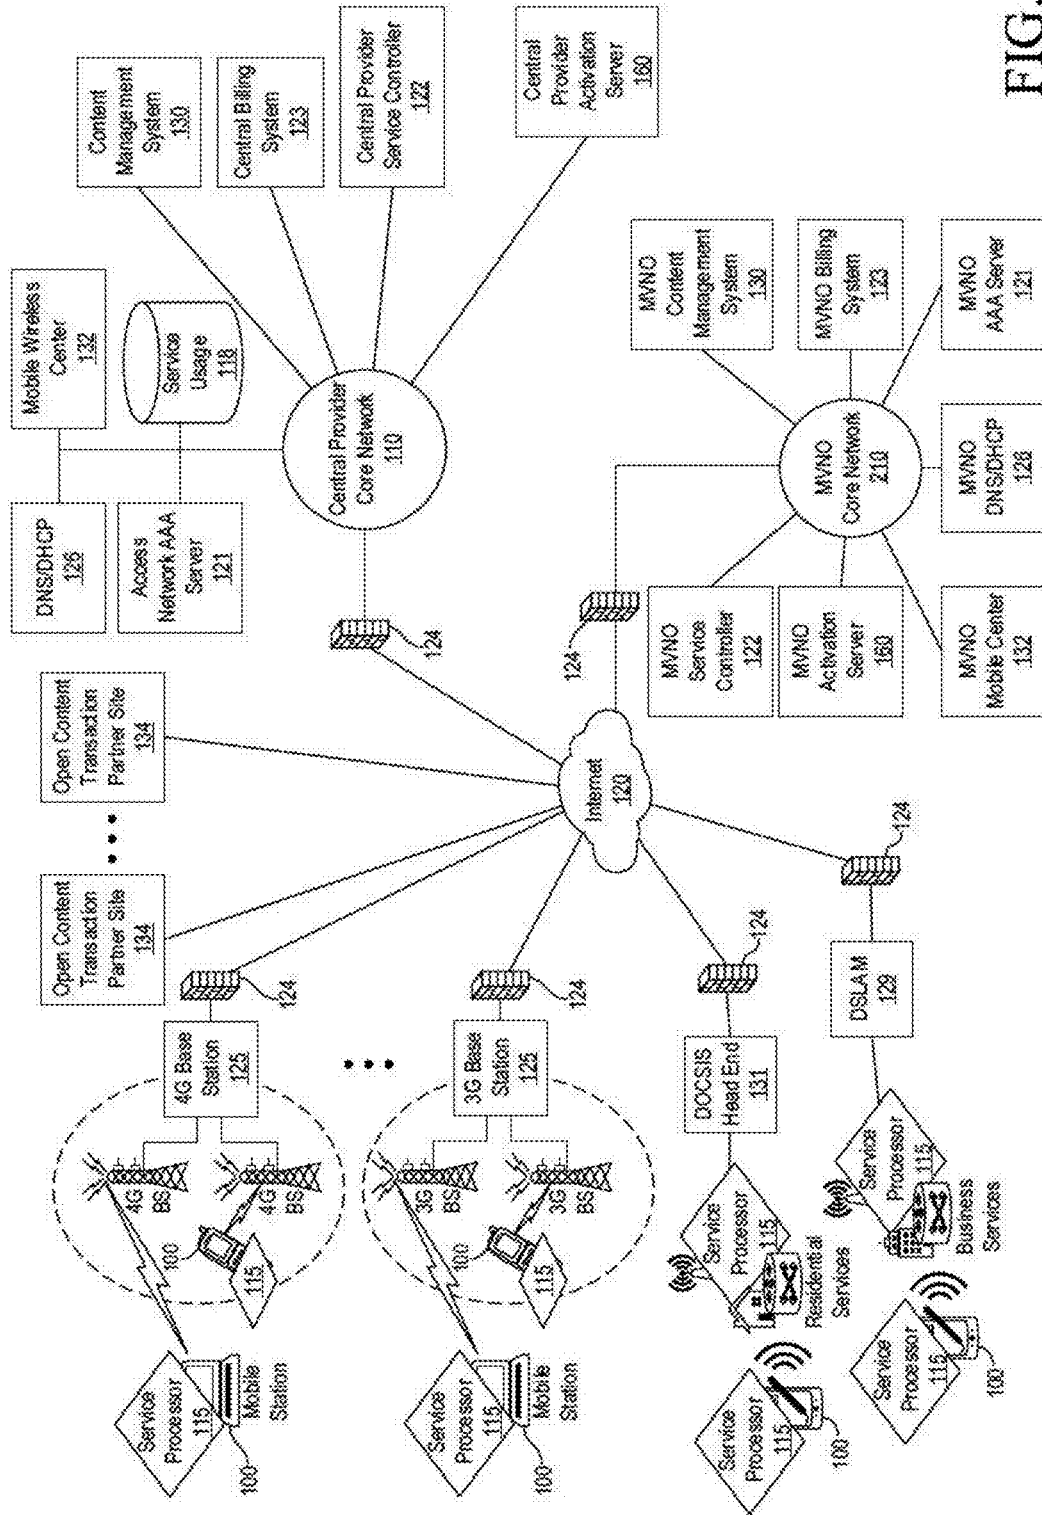 Service
Processor
115
100
Mobile
Station
4G
BS
4G
BS
100
115
4G Base
Station
125
124
Open Content
Transaction
Partner Site
134
Open Content
Transaction
Partner Site
134
DNS/DHCP
126
Mobile Wireless
Center
132
Access
Network AAA
Server
121
Service
Usage
118
Content
Management
System
130
Central Billing
System
123
Central Provider
Service Controller
122
Central
Provider
Activation
Server
160
Central Provider
Core Network
110
124
Service
Processor
115
100
Mobile
Station
3G
BS
3G
BS
100
115
3G Base
Station
125
124
Internet
120
124
MVNO
Service
Controller
122
MVNO
Activation
Server
160
MVNO
Mobile Center
132
MVNO
Core Network
210
MVNO
DNS/DHCP
126
MVNO
Content
Management
System
130
MVNO Billing
System
123
MVNO
AAA Server
121
Service
Processor
115
100
Service
Processor
115
Residential
Services
DOCSIS
Head End
131
124
Service
Processor
115
100
Service
Processor
115
Business
Services
DSLAM
129
124
FIG.